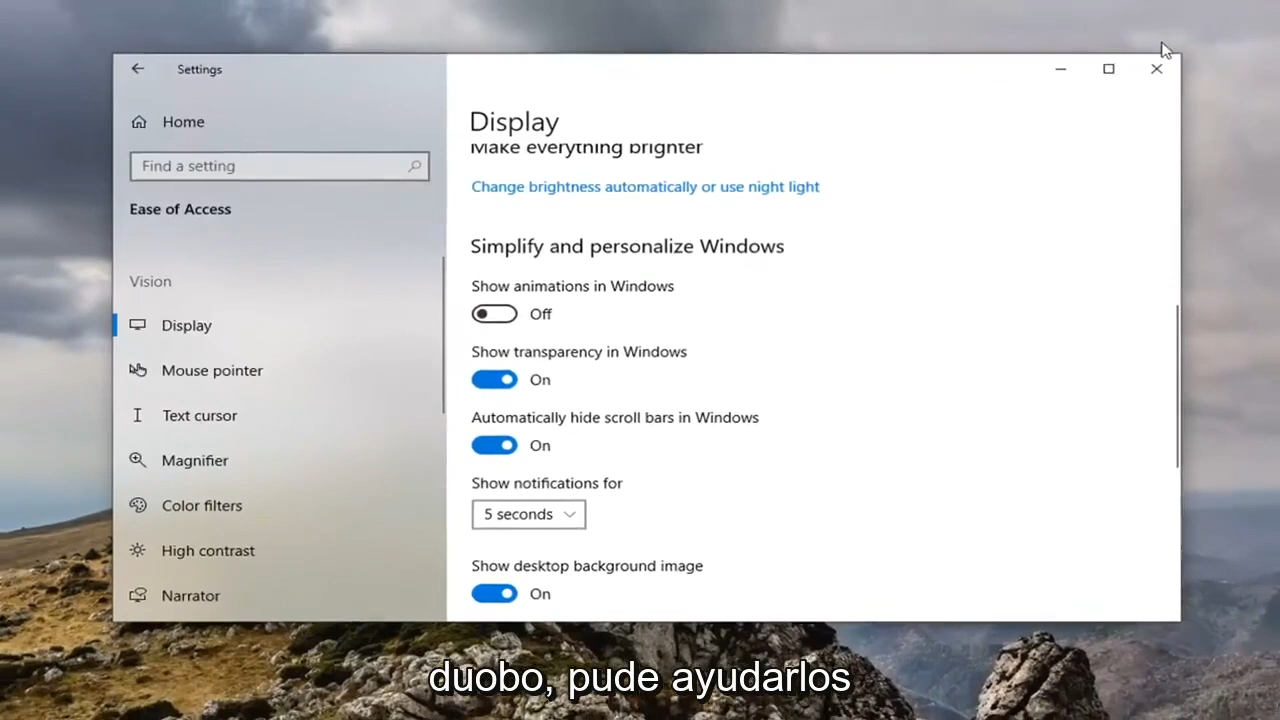 Settings
Home
Find a setting
Ease of Access
Vision
Display
Mouse pointer
Text cursor
Magnifier
Color filters
High contrast
Narrator
Display
Make everything brighter
Change brightness automatically or use night light
Simplify and personalize Windows
Show animations in Windows
Off
Show transparency in Windows
On
Automatically hide scroll bars in Windows
On
Show notifications for
5 seconds
Show desktop background image
On
duobo, pude ayudarlos